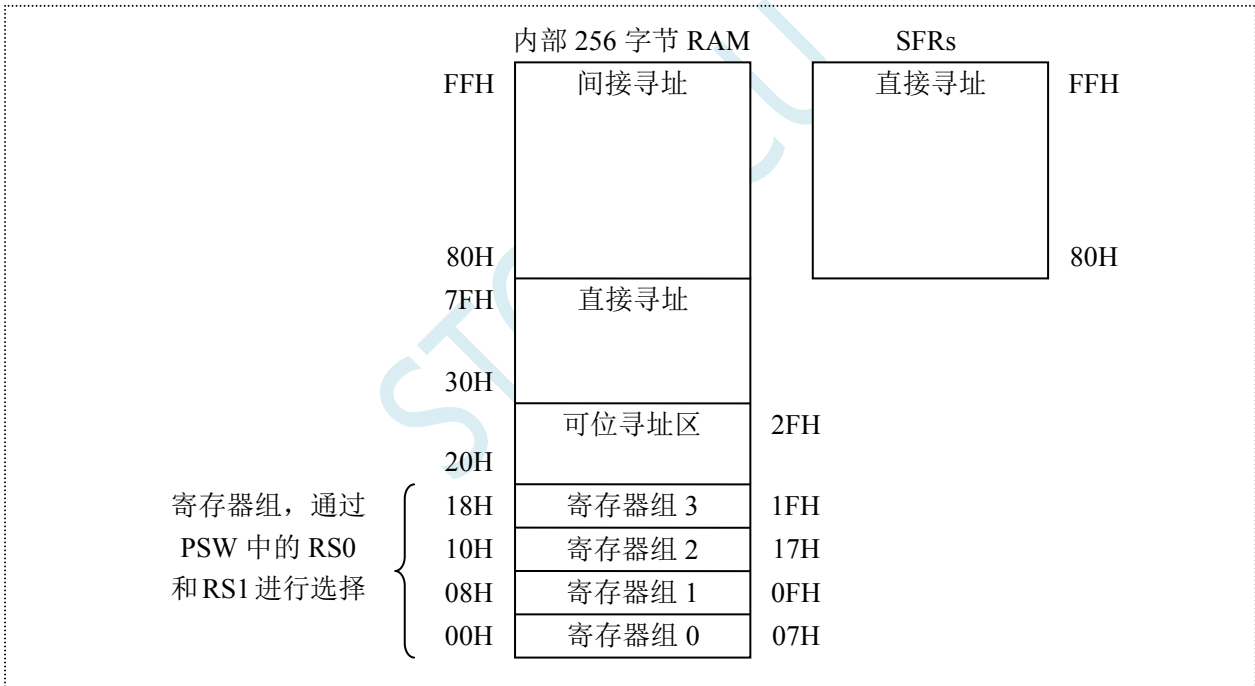 内部 256 字节 RAM SFRs
FFH 间接寻址 直接寻址 FFH
80H 80H
7FH 直接寻址
30H
可位寻址区 2FH
20H
寄存器组，通过 18H 寄存器组 3 1FH
PSW 中的 RS0 10H 寄存器组 2 17H
和RS1进行选择 08H 寄存器组 1 0FH
00H 寄存器组 0 07H